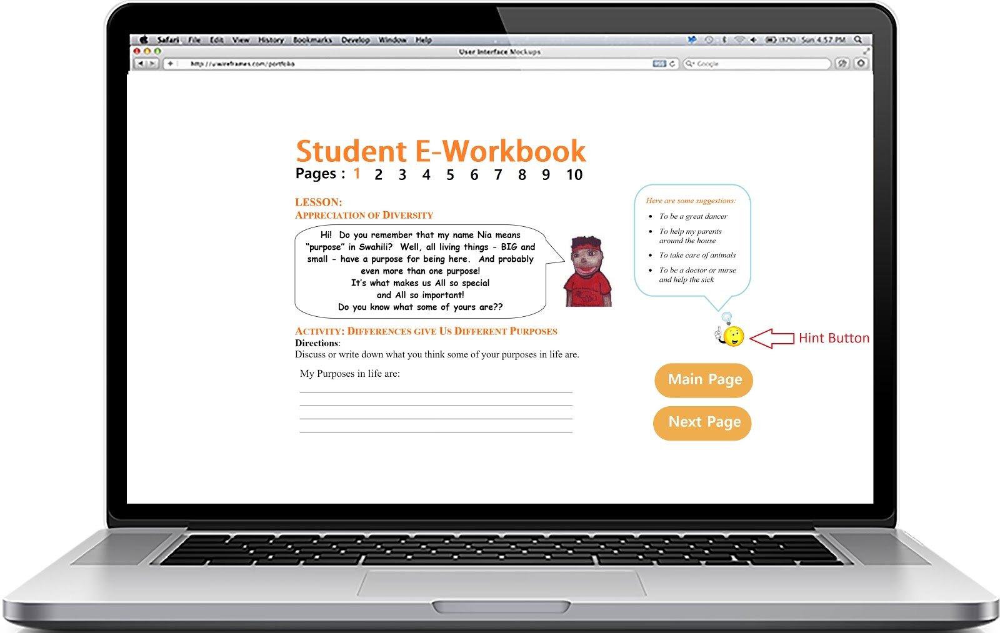 Safari File Edit View History Bookmarks Develop Window Help (37%) Sun 4:57 PM
User Interface Mockups
http://uiwireframes.com/portfolio RSS Google
Student E-Workbook
Pages : 1 2 3 4 5 6 7 8 9 10
LESSON:
APPRECIATION OF DIVERSITY
Hi! Do you remember that my name Nia means
“purpose” in Swahili? Well, all living things - BIG and
small - have a purpose for being here. And probably
even more than one purpose!
It's what makes us All so special
and All so important!
Do you know what some of yours are??
Here are some suggestions:
• To be a great dancer
• To help my parents
around the house
• To take care of animals
• To be a doctor or nurse
and help the sick
Hint Button
ACTIVITY: DIFFERENCES GIVE US DIFFERENT PURPOSES
Directions:
Discuss or write down what you think some of your purposes in life are.
My Purposes in life are:
Main Page
Next Page